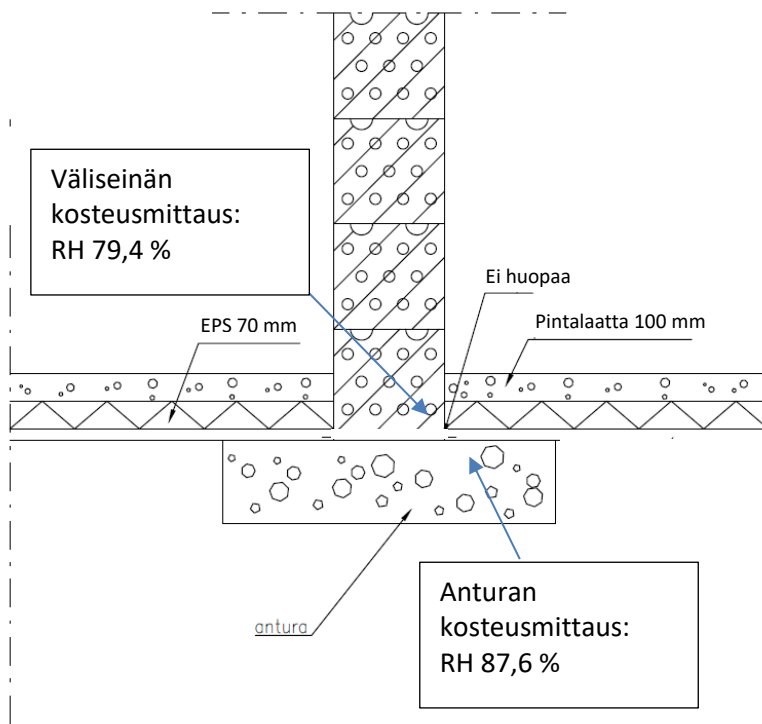 Väliseinän
kosteusmittaus:
RH 79,4 %
Ei huopaa
EPS 70 mm
Pintalaatta 100 mm
antura
Anturan
kosteusmittaus:
RH 87,6 %